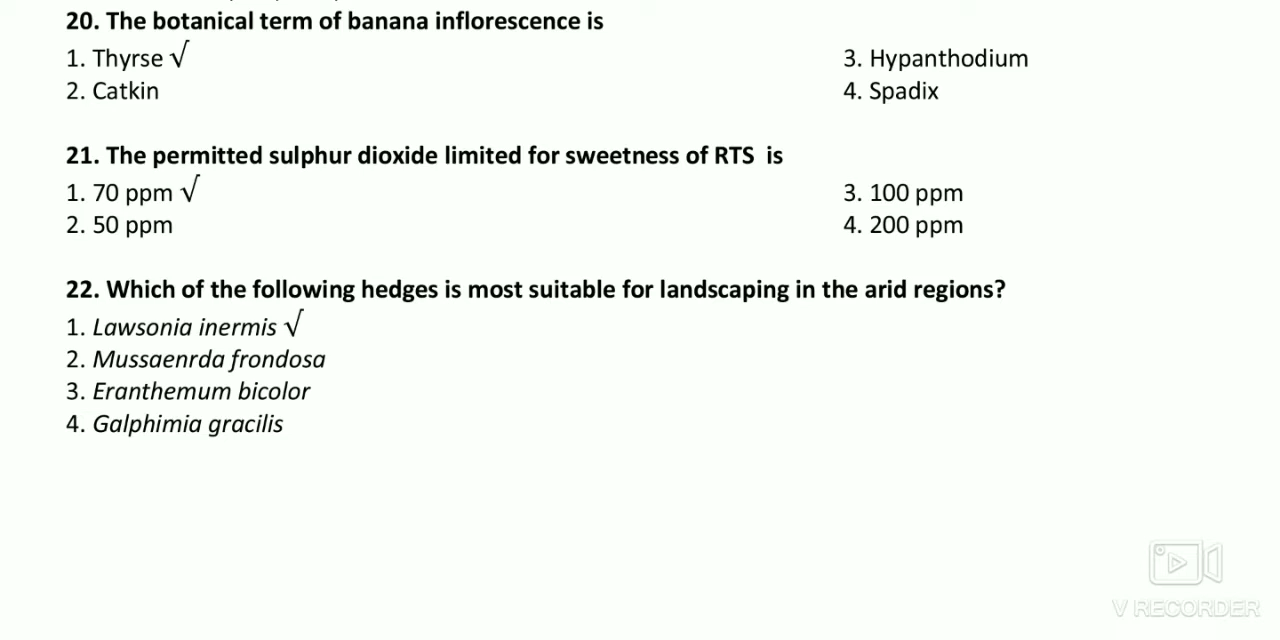 20. The botanical term of banana inflorescence is
1. Thyrse √
3. Hypanthodium
2. Catkin
4. Spadix
21. The permitted sulphur dioxide limited for sweetness of RTS is
1. 70 ppm √
3. 100 ppm
2. 50 ppm
4. 200 ppm
22. Which of the following hedges is most suitable for landscaping in the arid regions?
1. Lawsonia inermis √
2. Mussaenrda frondosa
3. Eranthemum bicolor
4. Galphimia gracilis
V RECORDER